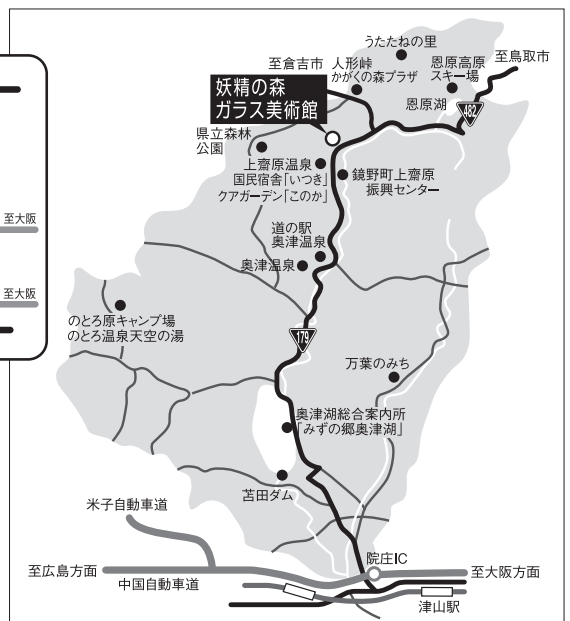 うたたねの里
至倉吉市
人形峠
かがくの森プラザ
恩原高原
スキー場
至鳥取市
妖精の森
ガラス美術館
恩原湖
482
県立森林
公園
上齋原温泉
国民宿舎「いつき」
クアガーデン「このか」
鏡野町上齋原
振興センター
至大阪
道の駅
奥津温泉
奥津温泉
至大阪
のとろ原キャンプ場
のとろ温泉天空の湯
179
万葉のみち
奥津湖総合案内所
「みずの郷奥津湖」
苫田ダム
米子自動車道
院庄IC
至広島方面
中国自動車道
至大阪方面
津山駅